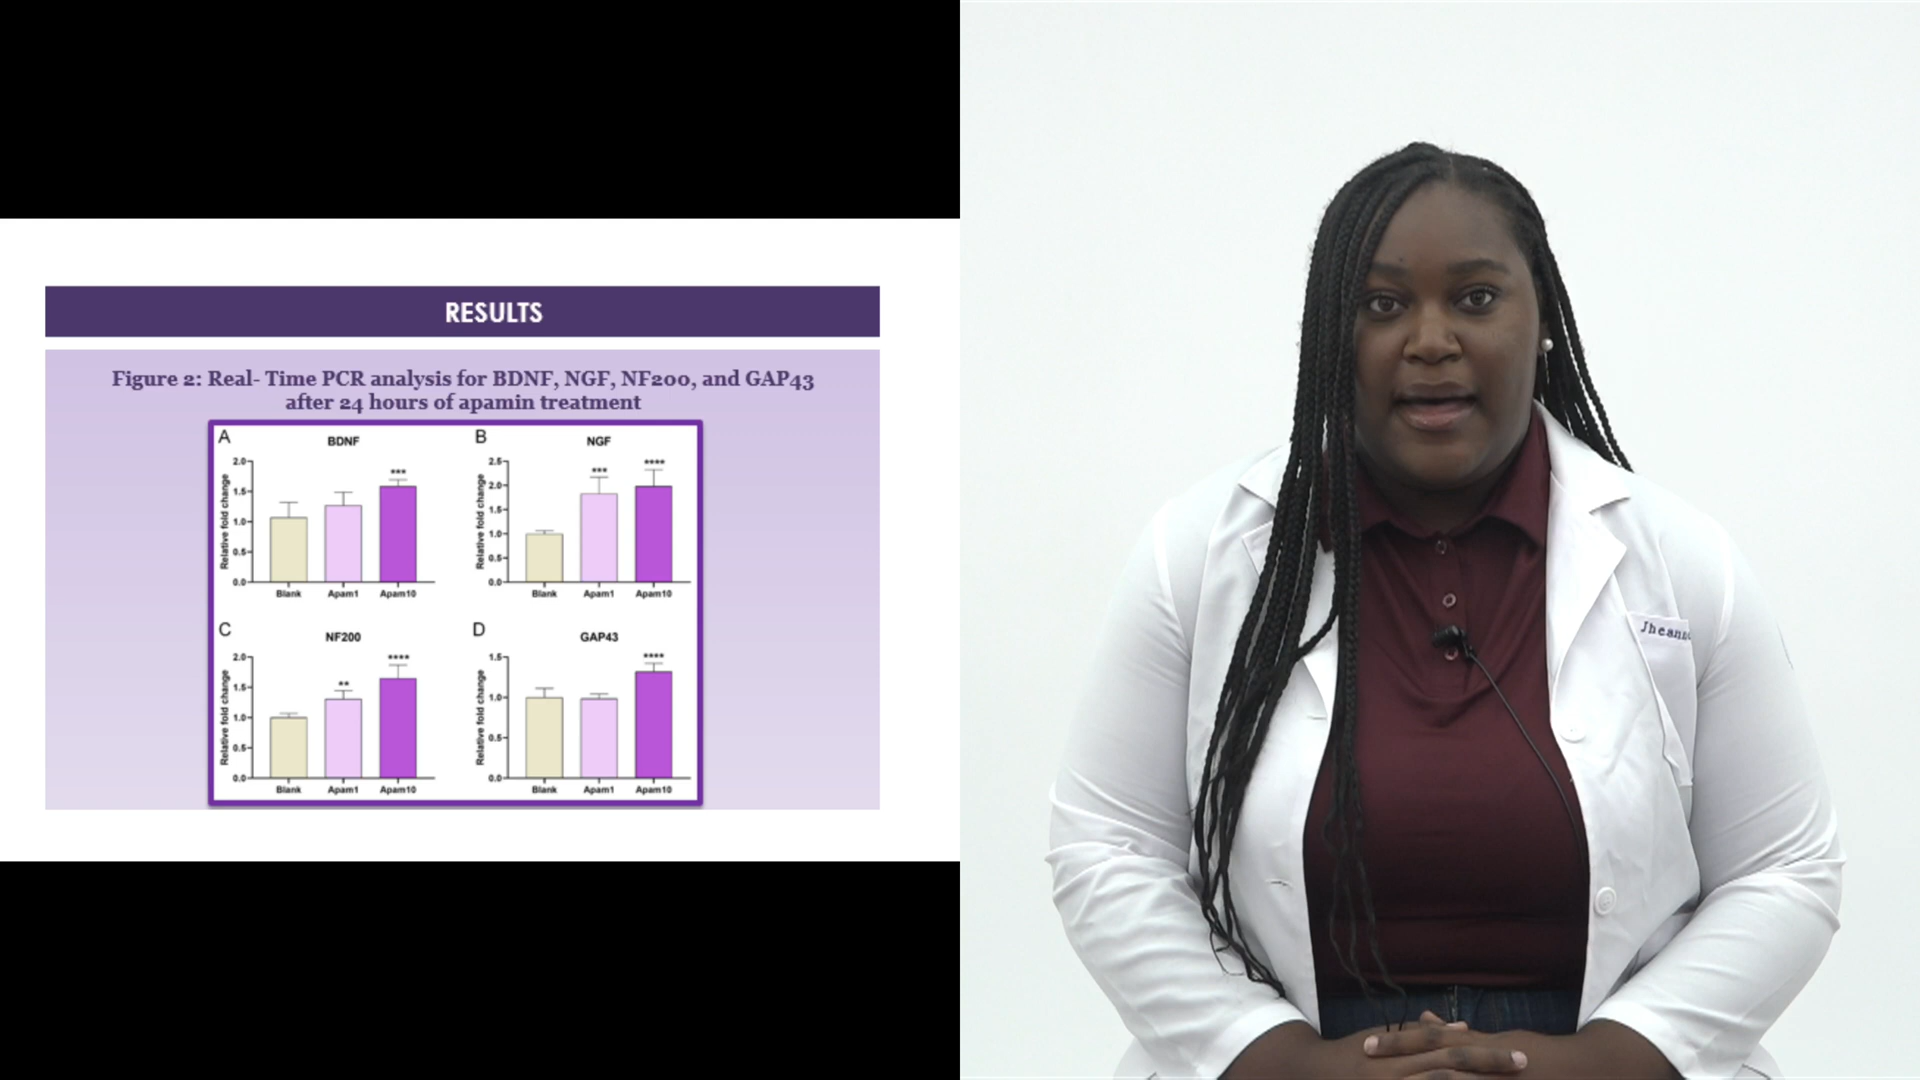 RESULTS
Figure 2: Real- Time PCR analysis for BDNF, NGF, NF200, and GAP43
after 24 hours of apamin treatment
A
BDNF
Relative fold change
2.0
1.5
1.0
0.5
0.0
***
Blank Apam1 Apam10
B
NGF
Relative fold change
2.5
2.0
1.5
1.0
0.5
0.0
*** ****
Blank Apam1 Apam10
C
NF200
Relative fold change
2.0
1.5
1.0
0.5
0.0
** ****
Blank Apam1 Apam10
D
GAP43
Relative fold change
1.5
1.0
0.5
0.0
****
Blank Apam1 Apam10